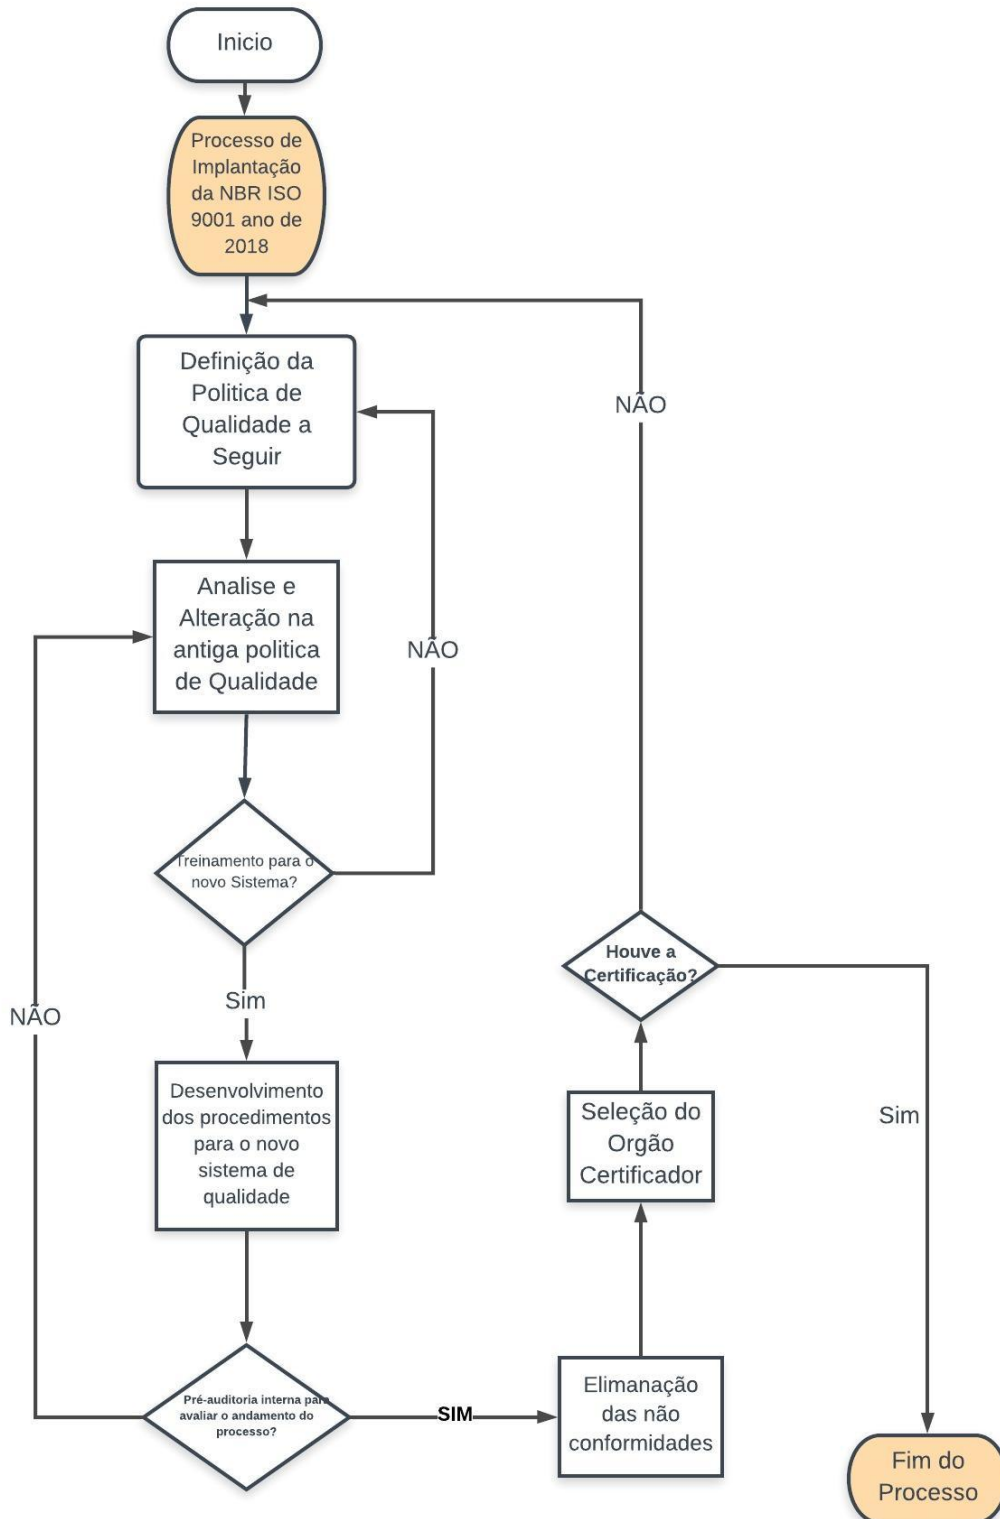 Inicio
Processo de
Implantação
da NBR ISO
9001 ano de
2018
Definição da
Politica de
Qualidade a
Seguir
NÃO
Analise e
Alteração na
antiga politica
de Qualidade
NÃO
Treinamento para o
novo Sistema?
Sim
NÃO
Desenvolvimento
dos procedimentos
para o novo
sistema de
qualidade
Pré-auditoria interna para
avaliar o andamento do
processo?
SIM
Elimanação
das não
conformidades
Seleção do
Orgão
Certificador
Houve a
Certificação?
Sim
Fim do
Processo